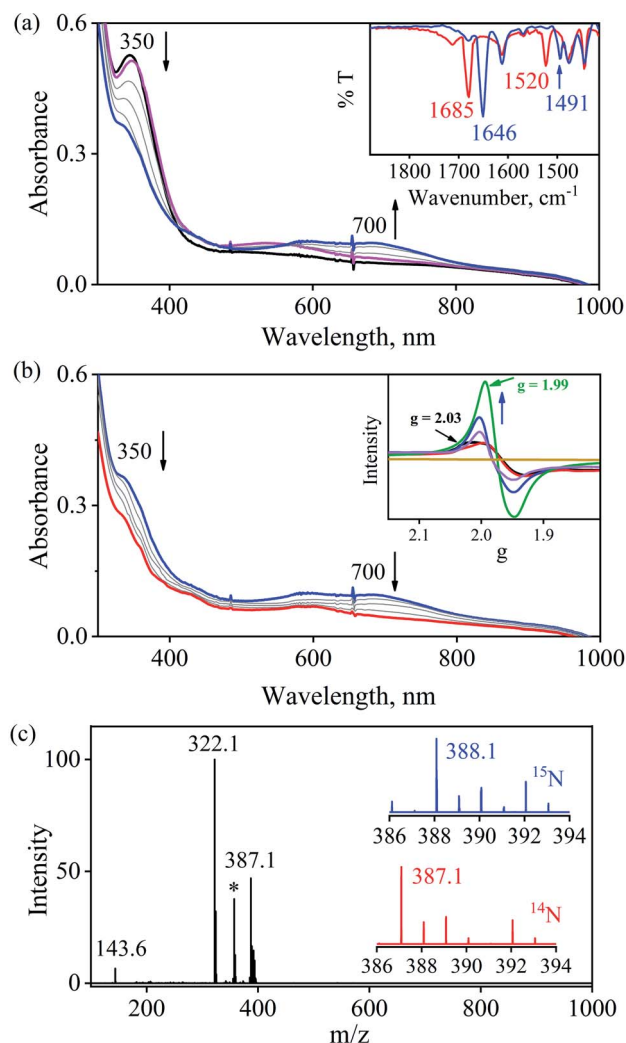 (a)
0.6
0.3
0.0
Absorbance
350
700
400
600
800
1000
Wavelength, nm
% T
1685
1646
1520
1491
1800
1700
1600
1500
Wavenumber, cm⁻¹
(b)
0.6
0.3
0.0
Absorbance
350
700
400
600
800
1000
Wavelength, nm
Intensity
g = 2.03
g = 1.99
2.1
2.0
1.9
g
(c)
100
50
0
Intensity
322.1
387.1
143.6
*
200
400
600
800
1000
m/z
388.1
¹⁵N
386 388 390 392 394
387.1
¹⁴N
386 388 390 392 394